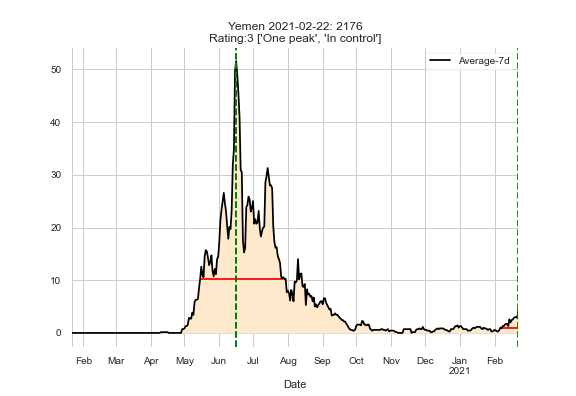 Yemen 2021-02-22: 2176
Rating:3 ['One peak', 'In control']
Average-7d
50
40
30
20
10
0
Feb Mar Apr May Jun Jul Aug Sep Oct Nov Dec Jan Feb
2021
Date